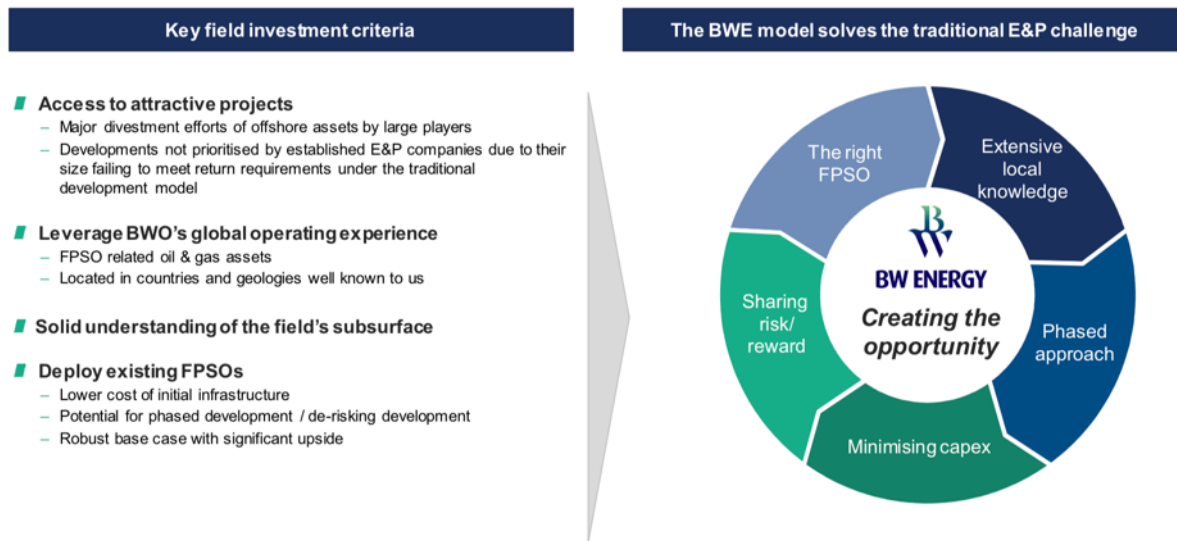 Key field investment criteria
Access to attractive projects
– Major divestment efforts of offshore assets by large players
– Developments not prioritised by established E&P companies due to their
size failing to meet return requirements under the traditional
development model
Leverage BWO's global operating experience
– FPSO related oil & gas assets
– Located in countries and geologies well known to us
Solid understanding of the field's subsurface
Deploy existing FPSOs
– Lower cost of initial infrastructure
– Potential for phased development / de-risking development
– Robust base case with significant upside
The BWE model solves the traditional E&P challenge
The right
FPSO
Extensive
local
knowledge
Phased
approach
Minimising capex
Sharing
risk/
reward
BW
BW ENERGY
Creating the
opportunity